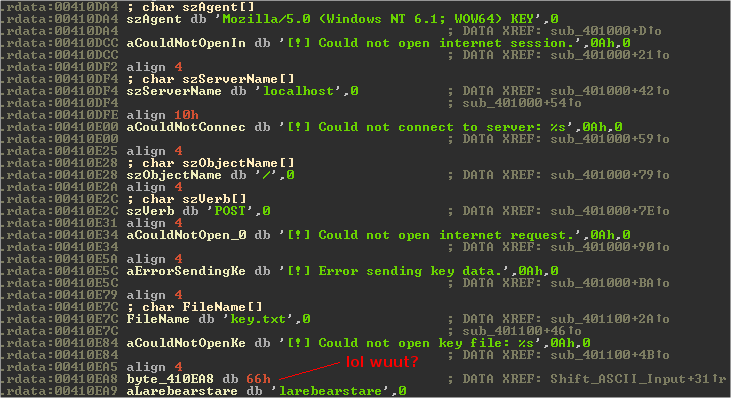 .rdata:00410DA4 ; char szAgent[]
.rdata:00410DA4 szAgent db 'Mozilla/5.0 (Windows NT 6.1; WOW64) KEY',0
.rdata:00410DA4 ; DATA XREF: sub_401000+D↑o
.rdata:00410DCC aCouldNotOpenIn db '[!] Could not open internet session.',0Ah,0
.rdata:00410DCC ; DATA XREF: sub_401000+21↑o
.rdata:00410DF2 align 4
.rdata:00410DF4 ; char szServerName[]
.rdata:00410DF4 szServerName db 'localhost',0 ; DATA XREF: sub_401000+42↑o
.rdata:00410DF4 ; sub_401000+54↑o
.rdata:00410DFE align 10h
.rdata:00410E00 aCouldNotConnec db '[!] Could not connect to server: %s',0Ah,0
.rdata:00410E00 ; DATA XREF: sub_401000+59↑o
.rdata:00410E25 align 4
.rdata:00410E28 ; char szObjectName[]
.rdata:00410E28 szObjectName db '/',0 ; DATA XREF: sub_401000+79↑o
.rdata:00410E2A align 4
.rdata:00410E2C ; char szVerb[]
.rdata:00410E2C szVerb db 'POST',0 ; DATA XREF: sub_401000+7E↑o
.rdata:00410E31 align 4
.rdata:00410E34 aCouldNotOpen_0 db '[!] Could not open internet request.',0Ah,0
.rdata:00410E34 ; DATA XREF: sub_401000+90↑o
.rdata:00410E5A align 4
.rdata:00410E5C aErrorSendingKe db '[!] Error sending key data.',0Ah,0
.rdata:00410E5C ; DATA XREF: sub_401000+BA↑o
.rdata:00410E79 align 4
.rdata:00410E7C ; char FileName[]
.rdata:00410E7C FileName db 'key.txt',0 ; DATA XREF: sub_401100+2A↑o
.rdata:00410E7C ; sub_401100+46↑o
.rdata:00410E84 aCouldNotOpenKe db '[!] Could not open key file: %s',0Ah,0
.rdata:00410E84 ; DATA XREF: sub_401100+4B↑o
.rdata:00410EA5 align 4
lol wuut?
.rdata:00410EA8 byte_410EA8 db 66h ; DATA XREF: Shift_ASCII_Input+31↑r
.rdata:00410EA9 aLarebearstare db 'larebearstare',0